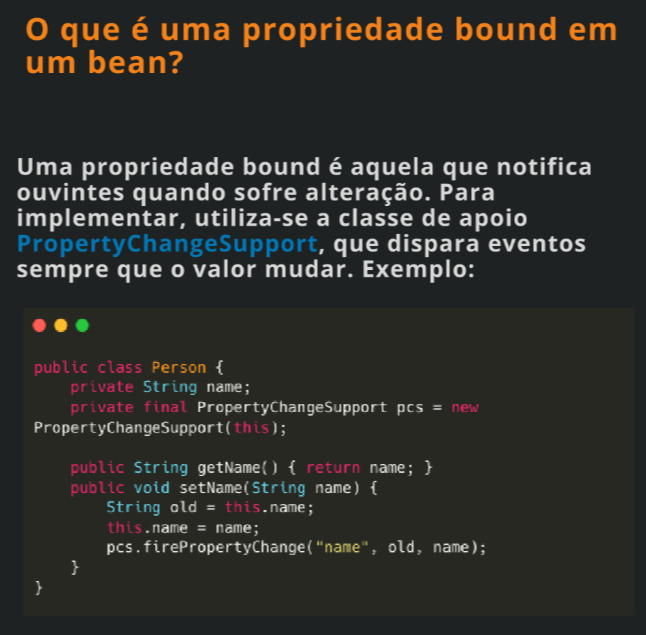 O que é uma propriedade bound em
um bean?
Uma propriedade bound é aquela que notifica
ouvintes quando sofre alteração. Para
implementar, utiliza-se a classe de apoio
PropertyChangeSupport, que dispara eventos
sempre que o valor mudar. Exemplo:
public class Person {
    private String name;
    private final PropertyChangeSupport pcs = new
PropertyChangeSupport(this);
    public String getName() { return name; }
    public void setName(String name) {
        String old = this.name;
        this.name = name;
        pcs.firePropertyChange("name", old, name);
    }
}